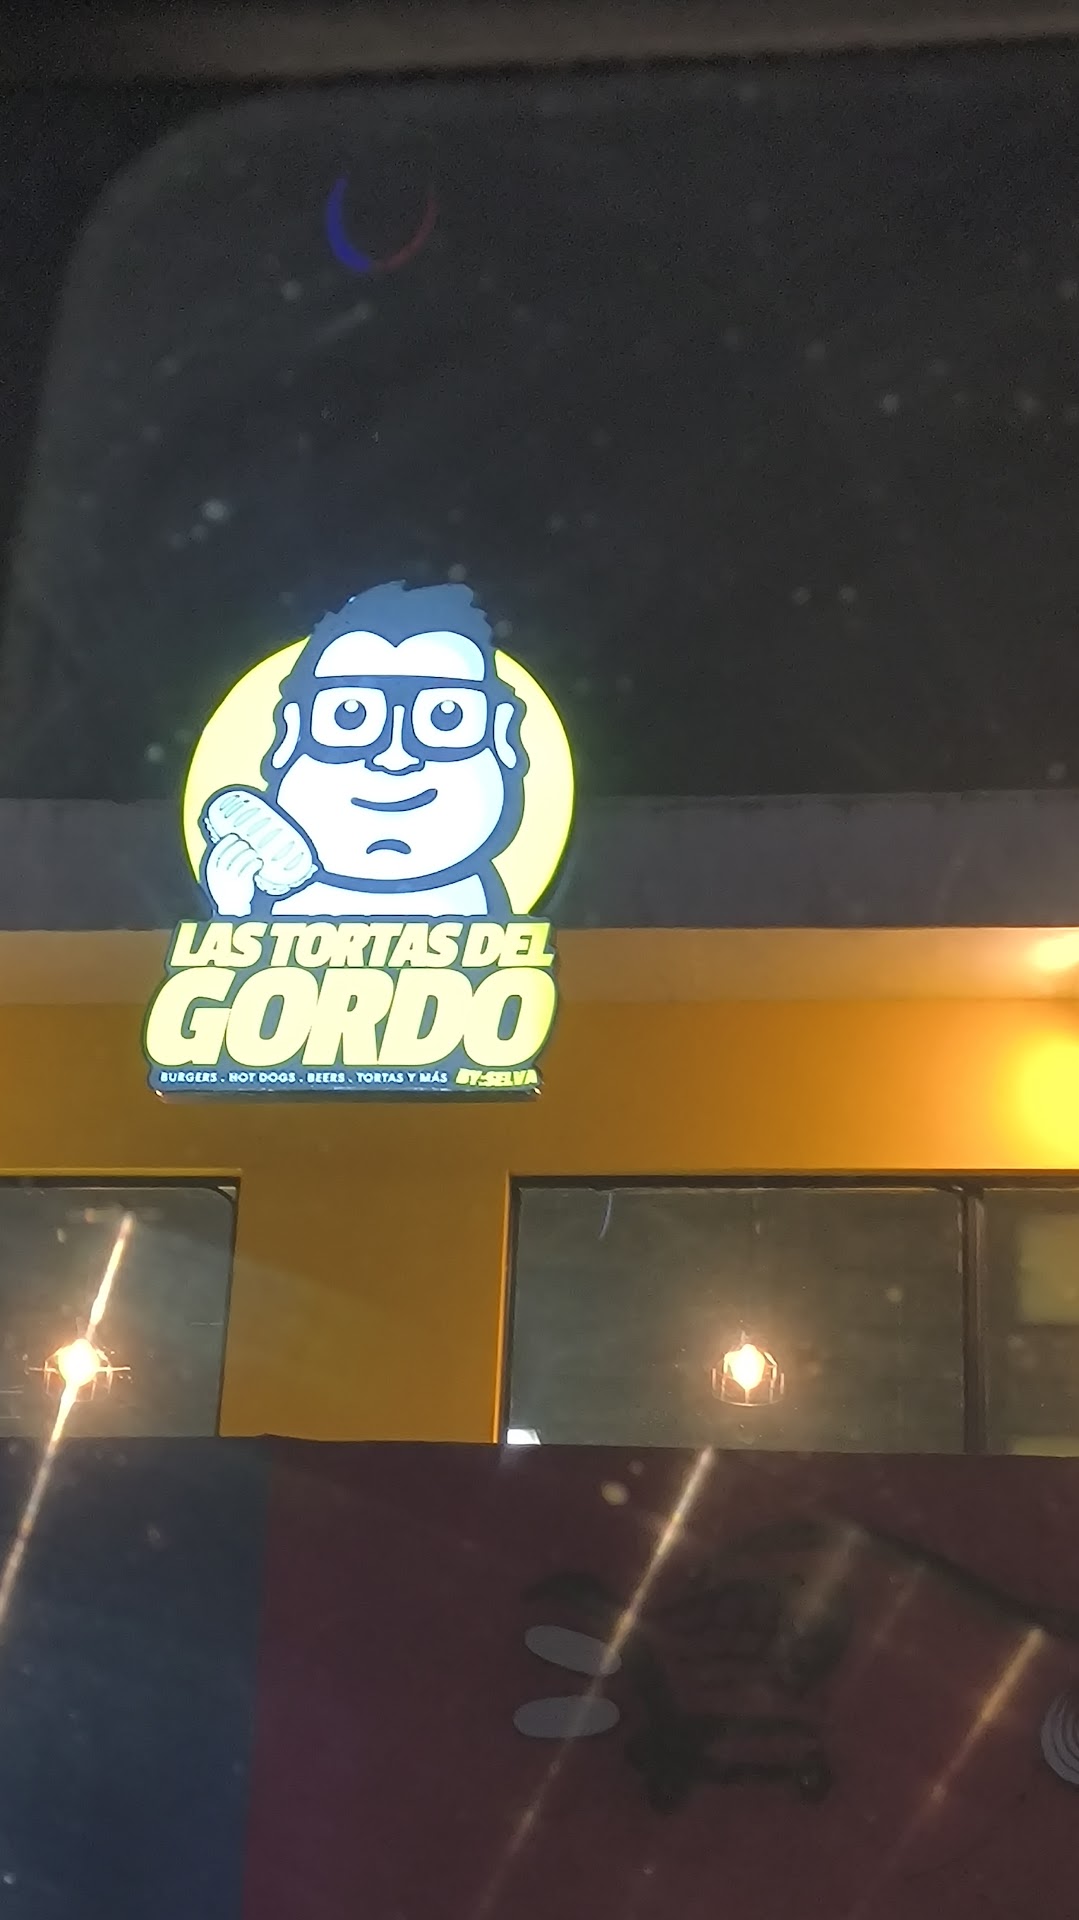 LAS TORTAS DEL
GORDO
BURGERS . HOT DOGS . BEERS . TORTAS Y MÁS BY:SELVA